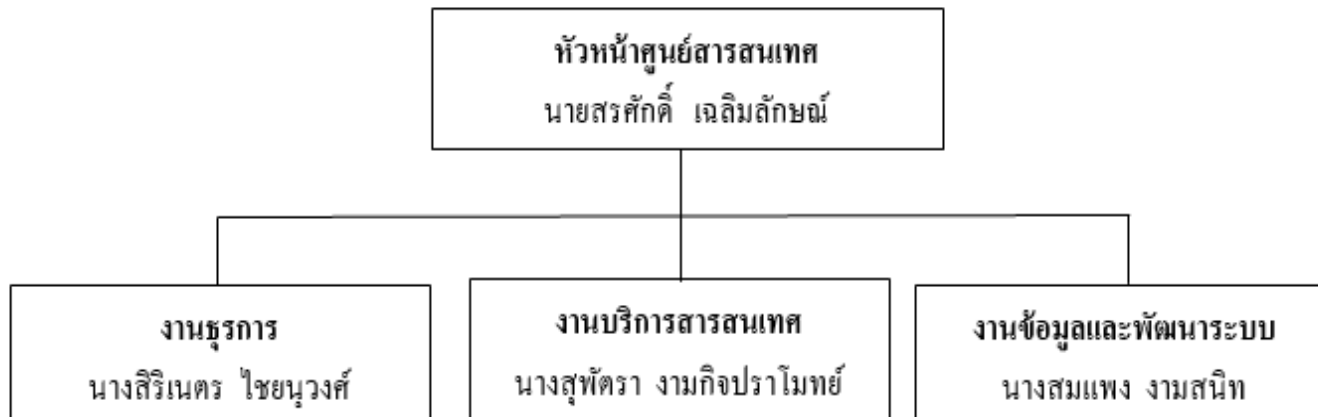 หัวหน้าศูนย์สารสนเทศ
นายสรศักดิ์ เฉลิมลักษณ์
งานธุรการ
นางสิริเนตร ไชยนุวงศ์
งานบริการสารสนเทศ
นางสุพัตรา งามกิจปราโมทย์
งานข้อมูลและพัฒนาระบบ
นางสมแพง งามสนิท